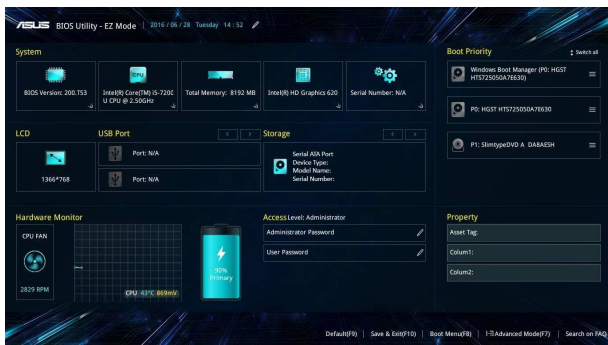 ASUS BIOS Utility - EZ Mode 2016 / 06 / 28 Tuesday 14 : 52
System
CPU
BIOS Version: 200.T53
Intel(R) Core(TM) i5-7200
U CPU @ 2.50GHz
Total Memory: 8192 MB
Intel(R) HD Graphics 620
Serial Number: N/A
Boot Priority
Switch all
Windows Boot Manager (P0: HGST
HTS725050A7E630)
P0: HGST HTS725050A7E630
P1: SlimtypeDVD A DA8AESH
LCD
1366*768
USB Port
Port: N/A
Port: N/A
Storage
Serial ATA Port
Device Type:
Model Name:
Serial Number:
Hardware Monitor
CPU FAN
2829 RPM
CPU 43°C 869mV
90%
Primary
Access Level: Administrator
Administrator Password
User Password
Property
Asset Tag:
Colum1:
Colum2:
Default(F9) | Save & Exit(F10) | Boot Menu(F8) | Advanced Mode(F7) | Search on FAQ